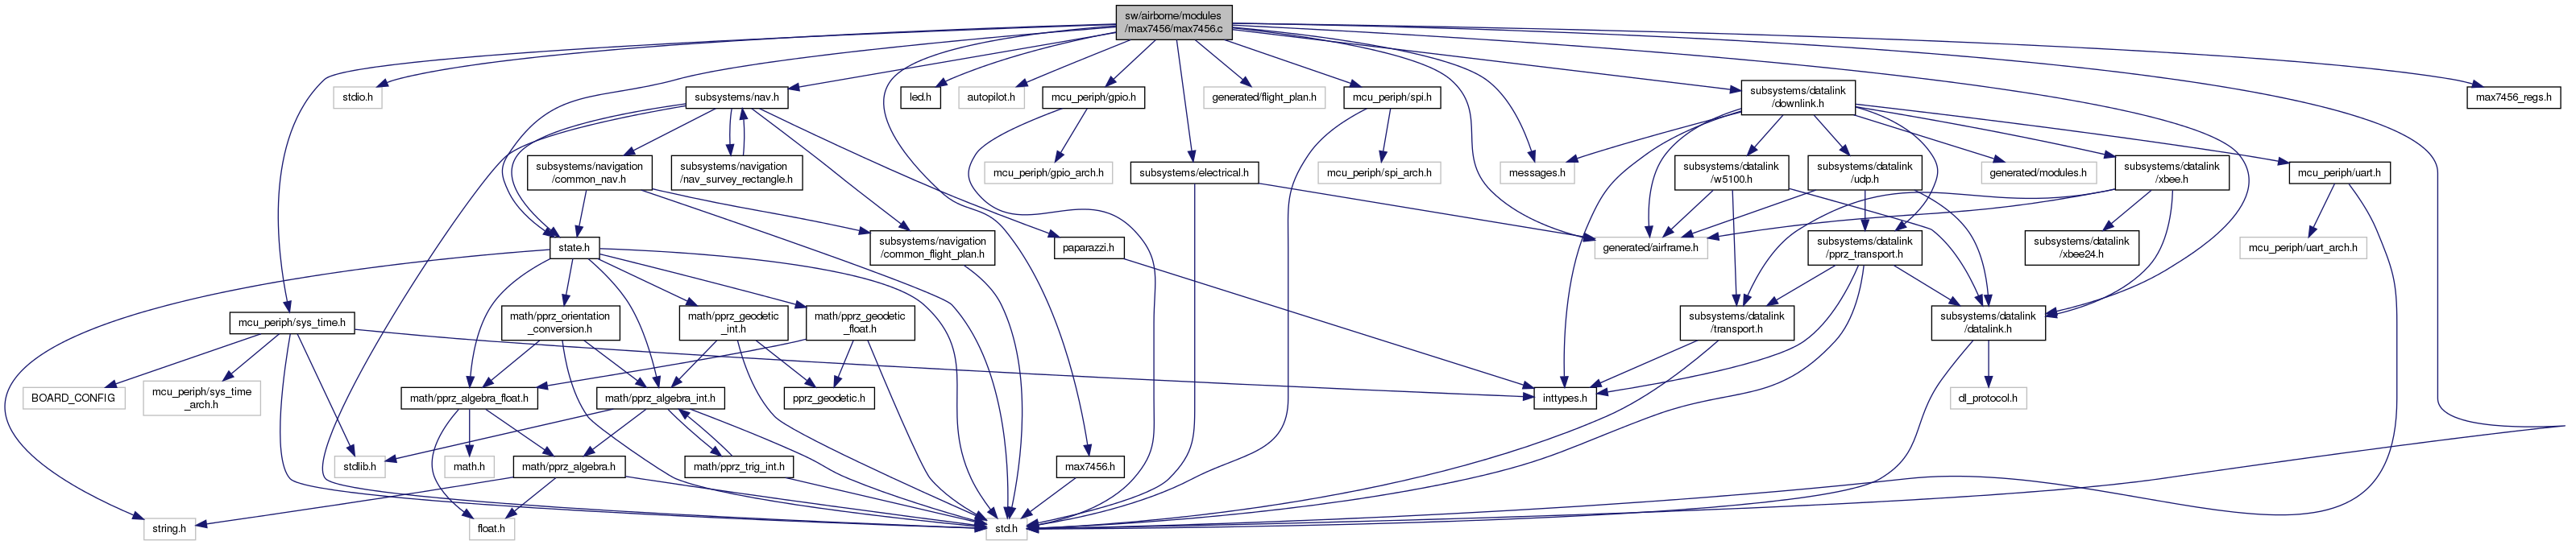 sw/airborne/modules
/max7456/max7456.c
stdio.h
subsystems/nav.h
led.h
autopilot.h
mcu_periph/gpio.h
generated/flight_plan.h
mcu_periph/spi.h
subsystems/datalink
/downlink.h
max7456_regs.h
subsystems/navigation
/common_nav.h
subsystems/navigation
/nav_survey_rectangle.h
mcu_periph/gpio_arch.h
subsystems/electrical.h
mcu_periph/spi_arch.h
messages.h
subsystems/datalink
/w5100.h
subsystems/datalink
/udp.h
generated/modules.h
subsystems/datalink
/xbee.h
mcu_periph/uart.h
state.h
subsystems/navigation
/common_flight_plan.h
paparazzi.h
generated/airframe.h
subsystems/datalink
/pprz_transport.h
subsystems/datalink
/xbee24.h
mcu_periph/uart_arch.h
mcu_periph/sys_time.h
math/pprz_orientation
_conversion.h
math/pprz_geodetic
_int.h
math/pprz_geodetic
_float.h
subsystems/datalink
/transport.h
subsystems/datalink
/datalink.h
BOARD_CONFIG
mcu_periph/sys_time
_arch.h
math/pprz_algebra_float.h
math/pprz_algebra_int.h
pprz_geodetic.h
inttypes.h
dl_protocol.h
stdlib.h
math.h
math/pprz_algebra.h
math/pprz_trig_int.h
max7456.h
string.h
float.h
std.h